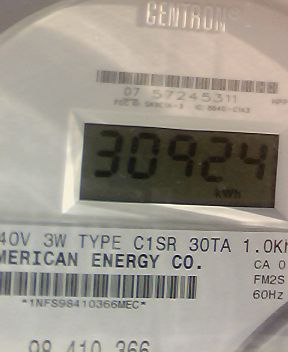 CENTRON
07 57245311
30924
kWh
40V 3W TYPE C1SR 30TA 1.0Kh
MERICAN ENERGY CO.
CA 0
FM2S
*1NFS98410366MEC*
60Hz
98 410 366